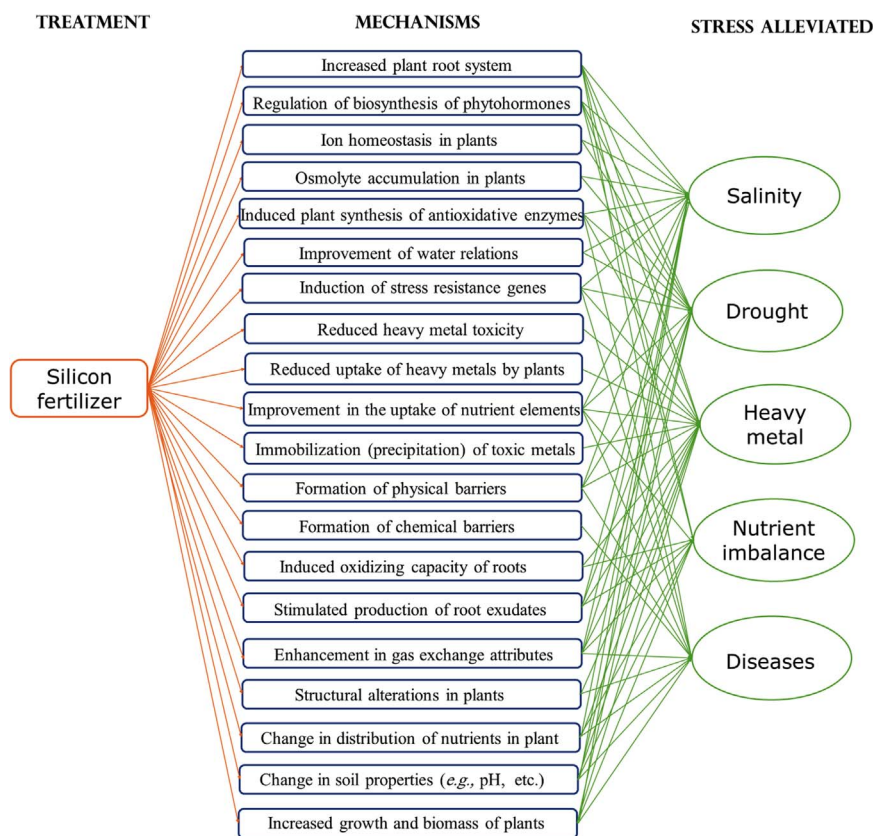 TREATMENT
MECHANISMS
STRESS ALLEVIATED
Increased plant root system
Regulation of biosynthesis of phytohormones
Ion homeostasis in plants
Osmolyte accumulation in plants
Induced plant synthesis of antioxidative enzymes
Improvement of water relations
Induction of stress resistance genes
Reduced heavy metal toxicity
Reduced uptake of heavy metals by plants
Improvement in the uptake of nutrient elements
Immobilization (precipitation) of toxic metals
Formation of physical barriers
Formation of chemical barriers
Induced oxidizing capacity of roots
Stimulated production of root exudates
Enhancement in gas exchange attributes
Structural alterations in plants
Change in distribution of nutrients in plant
Change in soil properties (e.g., pH, etc.)
Increased growth and biomass of plants
Silicon
fertilizer
Salinity
Drought
Heavy
metal
Nutrient
imbalance
Diseases